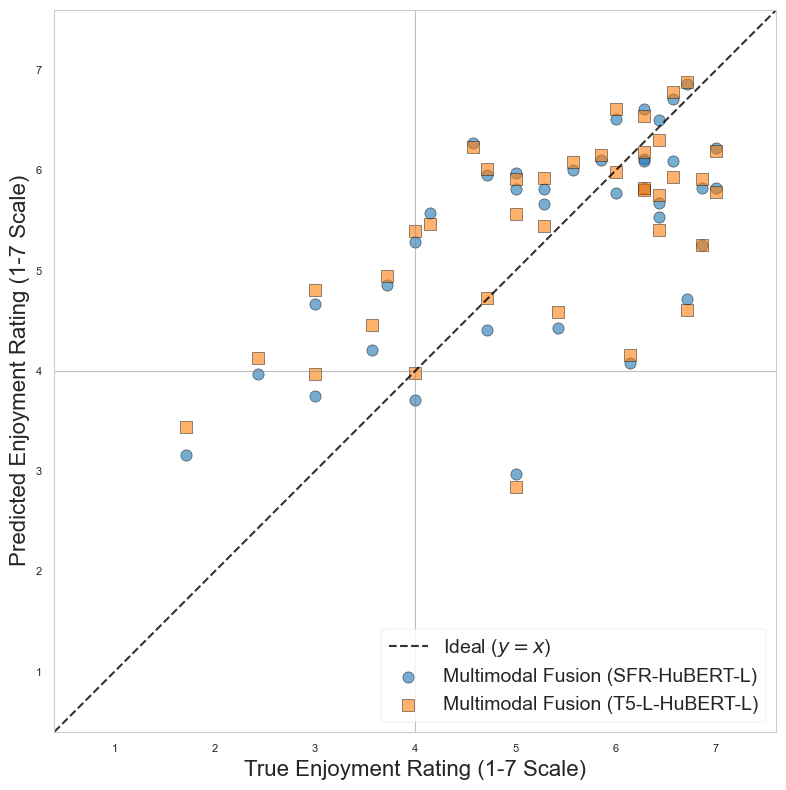 Predicted Enjoyment Rating (1-7 Scale)
7
6
5
4
3
2
1
Ideal (y = x)
Multimodal Fusion (SFR-HuBERT-L)
Multimodal Fusion (T5-L-HuBERT-L)
1 2 3 4 5 6 7
True Enjoyment Rating (1-7 Scale)